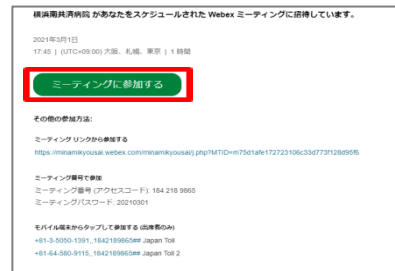 横浜南共済病院 があなたをスケジュールされた Webex ミーティングに招待しています。
2021年3月1日
17:45 | (UTC+09:00) 大阪、札幌、東京 | 1 時間
ミーティングに参加する
その他の参加方法:
ミーティング リンクから参加する
https://minamikyousai.webex.com/minamikyousai/j.php?MTID=m75d1afe172723106c33d773f128d95f6
ミーティング番号で参加
ミーティング番号 (アクセスコード): 184 218 9865
ミーティングパスワード: 20210301
モバイル端末からタップして参加する (出席者のみ)
+81-3-5050-1391,,1842189865## Japan Toll
+81-64-580-9115,,1842189865## Japan Toll 2